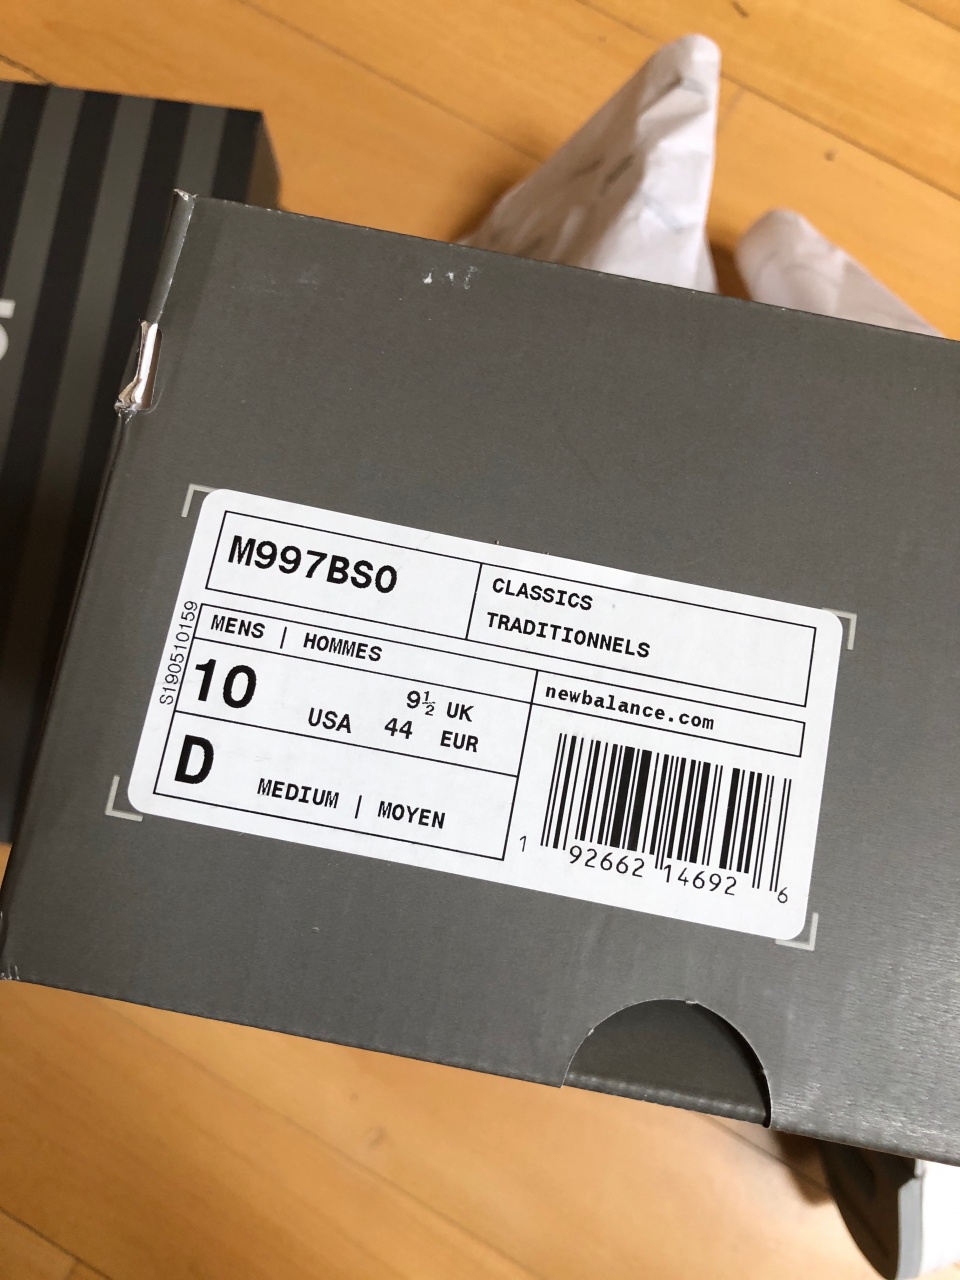 M997BSO
CLASSICS
TRADITIONNELS
MENS | HOMMES
10
9½ UK
USA 44 EUR
D
MEDIUM | MOYEN
newbalance.com
1 92662 14692 6
S190510159